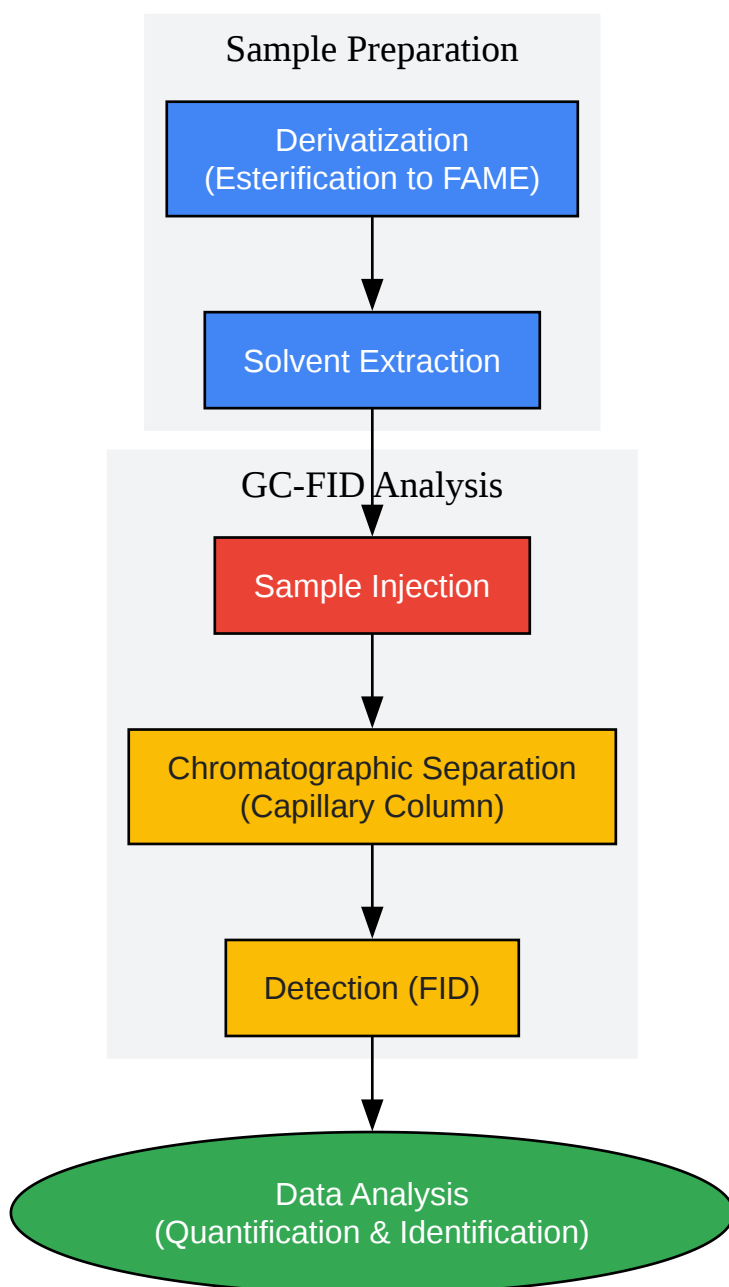 Sample Preparation
Derivatization
(Esterification to FAME)
Solvent Extraction
GC-FID Analysis
Sample Injection
Chromatographic Separation
(Capillary Column)
Detection (FID)
Data Analysis
(Quantification & Identification)